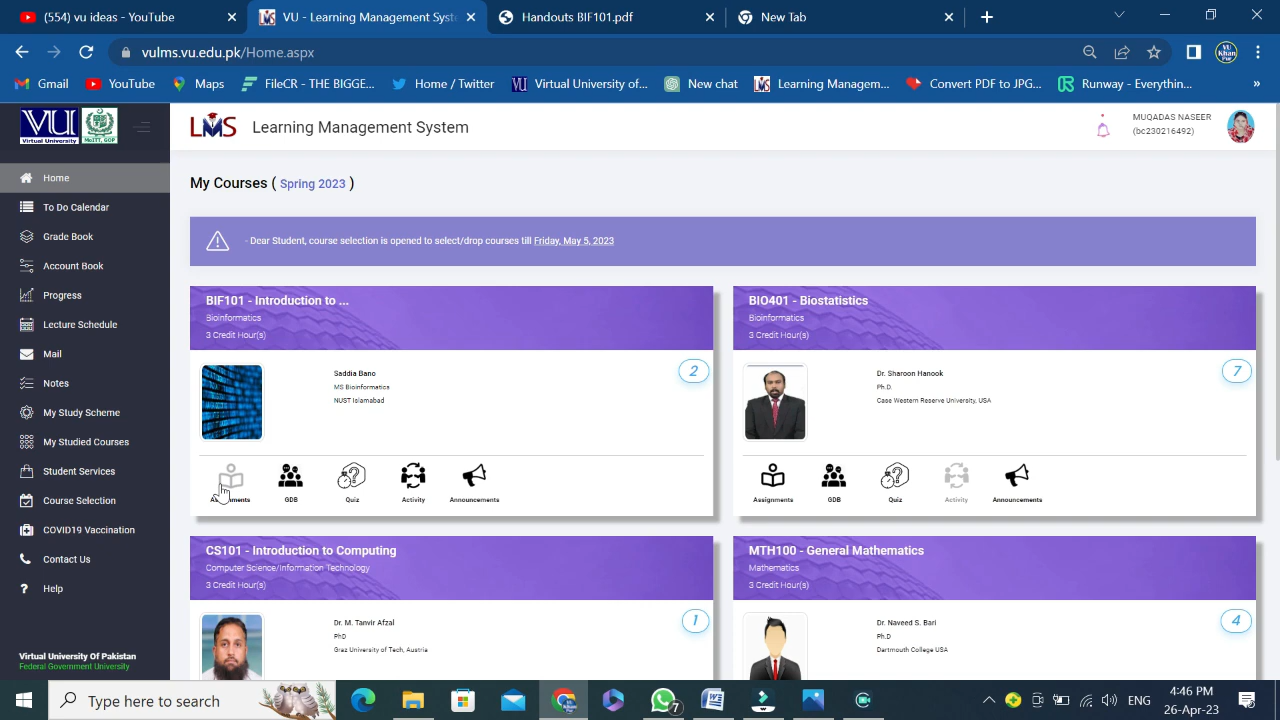 (554) YouTube
VU - Learning Management Syst
Handouts BIF101.pdf
New Tab
vulms.vu.edu.pk/Home.aspx
VU
Khan
Gmail
YouTube
Maps
FileCR - THE BIGGE...
Home / Twitter
Virtual University of...
New chat
Learning Managem...
Convert PDF to JPG...
Runway - Everythin...
»
VU
Virtual University
MoITT, GOP
LMS
Learning Management System
MUQADAS NASEER
(bc230216492)
Home
To Do Calendar
Grade Book
Account Book
Progress
Lecture Schedule
Mail
Notes
My Study Scheme
My Studied Courses
Student Services
Course Selection
COVID19 Vaccination
Contact Us
Help
Virtual University Of Pakistan
Federal Government University
My Courses ( Spring 2023 )
- Dear Student, course selection is opened to select/drop courses till Friday, May 5, 2023
BIF101 - Introduction to ...
Bioinformatics
3 Credit Hour(s)
2
Saddia Bano
MS Bioinformatics
NUST Islamabad
GDB
Quiz
Activity
Announcements
BIO401 - Biostatistics
Bioinformatics
3 Credit Hour(s)
7
Dr. Sharoon Hanook
Ph.D.
Case Western Reserve University, USA
Assignments
GDB
Quiz
Activity
Announcements
CS101 - Introduction to Computing
Computer Science/Information Technology
3 Credit Hour(s)
1
Dr. M. Tanvir Afzal
PhD
Graz University of Tech, Austria
MTH100 - General Mathematics
Mathematics
3 Credit Hour(s)
4
Dr. Naveed S. Bari
Ph.D
Dartmouth College USA
Type here to search
7
ENG
4:46 PM
26-Apr-23